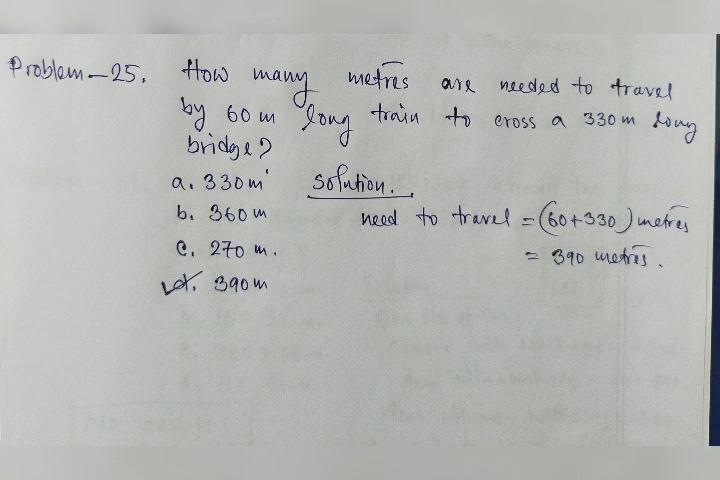 Problem-25. How many metres are needed to travel
by 60 m long train to cross a 330 m long
bridge?
a. 330 m
b. 360 m
c. 270 m.
d. 390 m
Solution.
need to travel = (60+330) metres
= 390 metres.